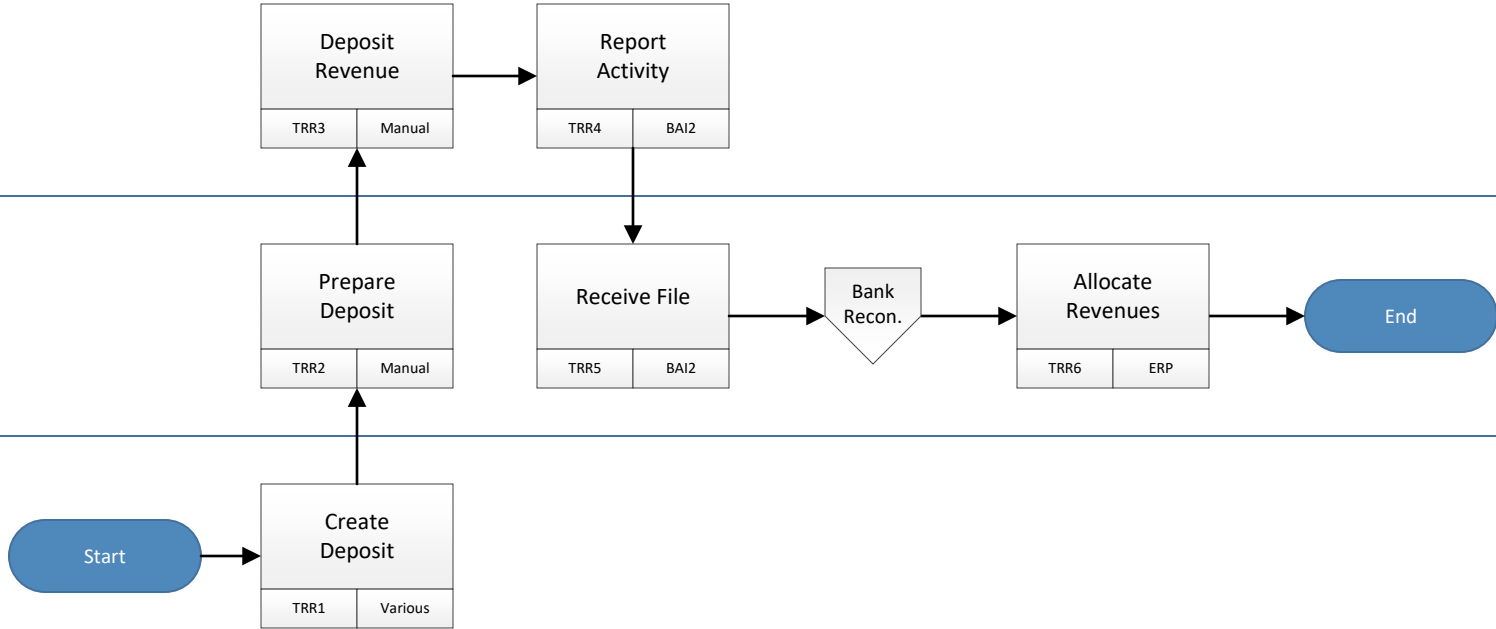 Deposit
Revenue
TRR3
Manual
Report
Activity
TRR4
BAI2
Prepare
Deposit
TRR2
Manual
Receive File
TRR5
BAI2
Bank
Recon.
Allocate
Revenues
TRR6
ERP
End
Start
Create
Deposit
TRR1
Various